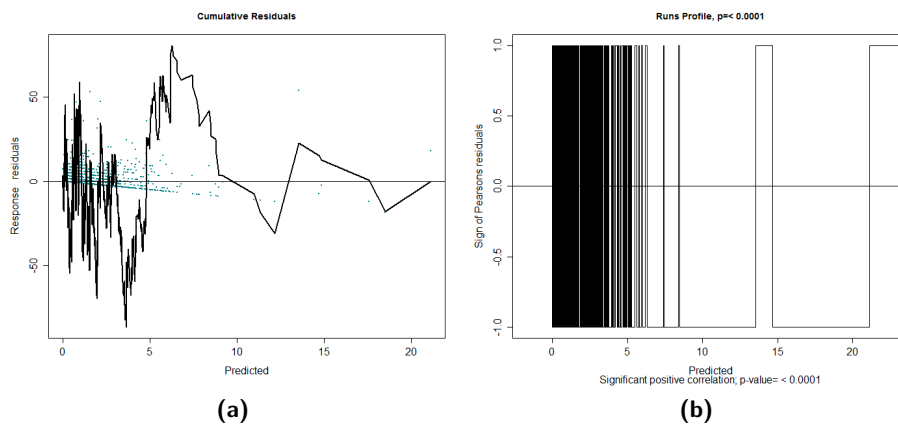 Cumulative Residuals
Response residuals
50
0
-50
0
5
10
15
20
Predicted
(a)
Runs Profile, p=< 0.0001
Sign of Pearsons residuals
1.0
0.5
0.0
-0.5
-1.0
0
5
10
15
20
Predicted
Significant positive correlation; p-value= < 0.0001
(b)